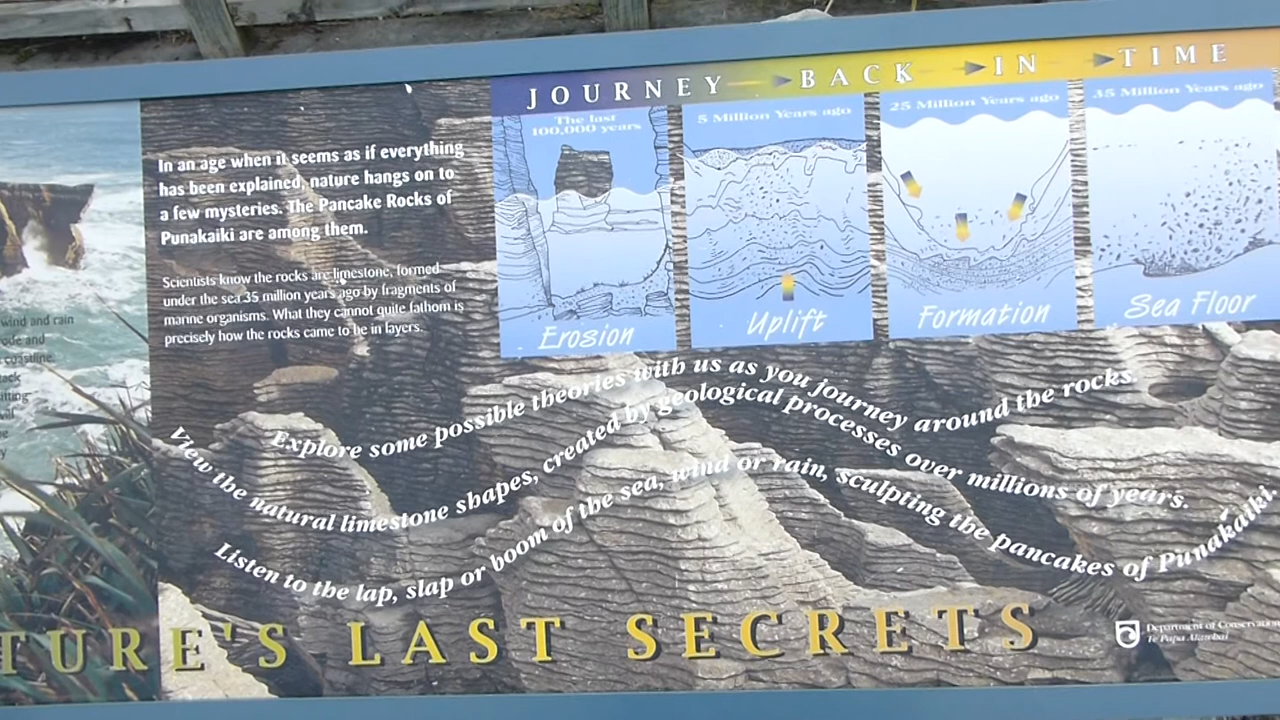 JOURNEY BACK IN TIME
The last
100,000 years
5 Million Years ago
25 Million Years ago
35 Million Years ago
Erosion
Uplift
Formation
Sea Floor
In an age when it seems as if everything
has been explained, nature hangs on to
a few mysteries. The Pancake Rocks of
Punakaiki are among them.
Scientists know the rocks are limestone, formed
under the sea 35 million years ago by fragments of
marine organisms. What they cannot quite fathom is
precisely how the rocks came to be in layers.
wind and rain
ode and
coastline
Explore some possible theories with us as you journey around the rocks.
View the natural limestone shapes, created by geological processes over millions of years.
Listen to the lap, slap or boom of the sea, wind or rain, sculpting the pancakes of Punakaiki.
TURE'S LAST SECRETS
Department of Conservation
Te Papa Atawhai